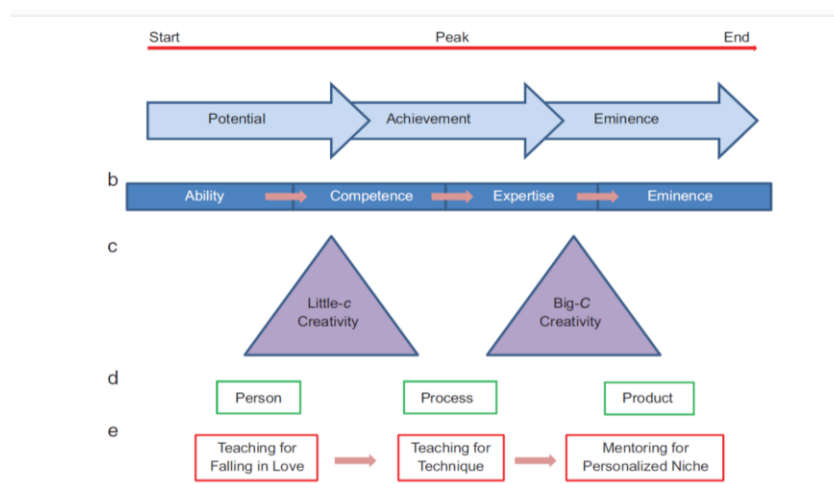 Start Peak End
Potential Achievement Eminence
b
Ability Competence Expertise Eminence
c
Little-c
Creativity
Big-C
Creativity
d
Person Process Product
e
Teaching for
Falling in Love
Teaching for
Technique
Mentoring for
Personalized Niche